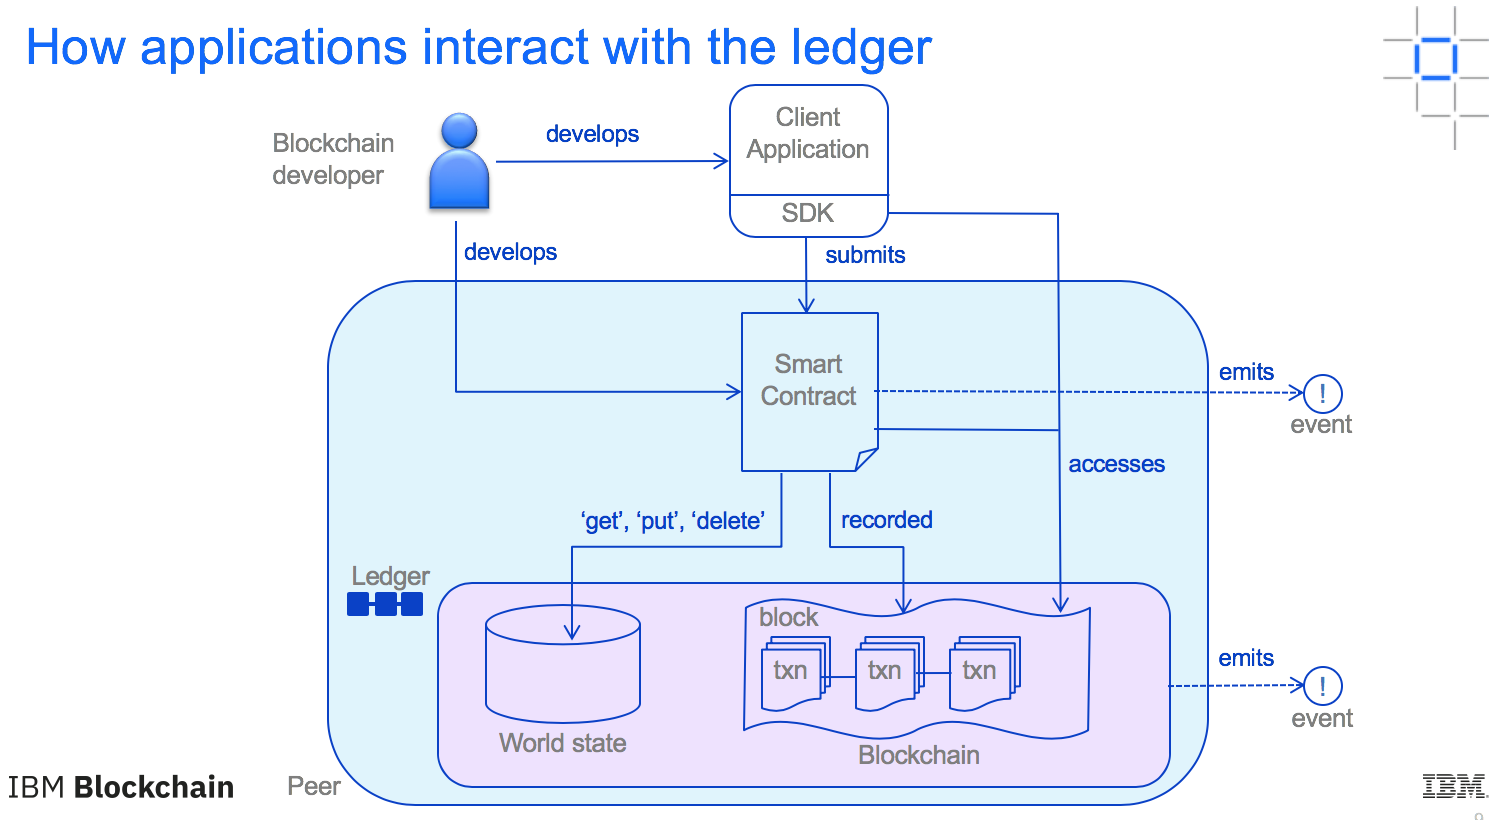 How applications interact with the ledger
Blockchain
developer
develops
Client
Application
SDK
develops
submits
Smart
Contract
emits
!
event
accesses
‘get’, ‘put’, ‘delete’
recorded
Ledger
block
txn
txn
txn
emits
!
event
World state
Blockchain
IBM Blockchain
Peer
IBM